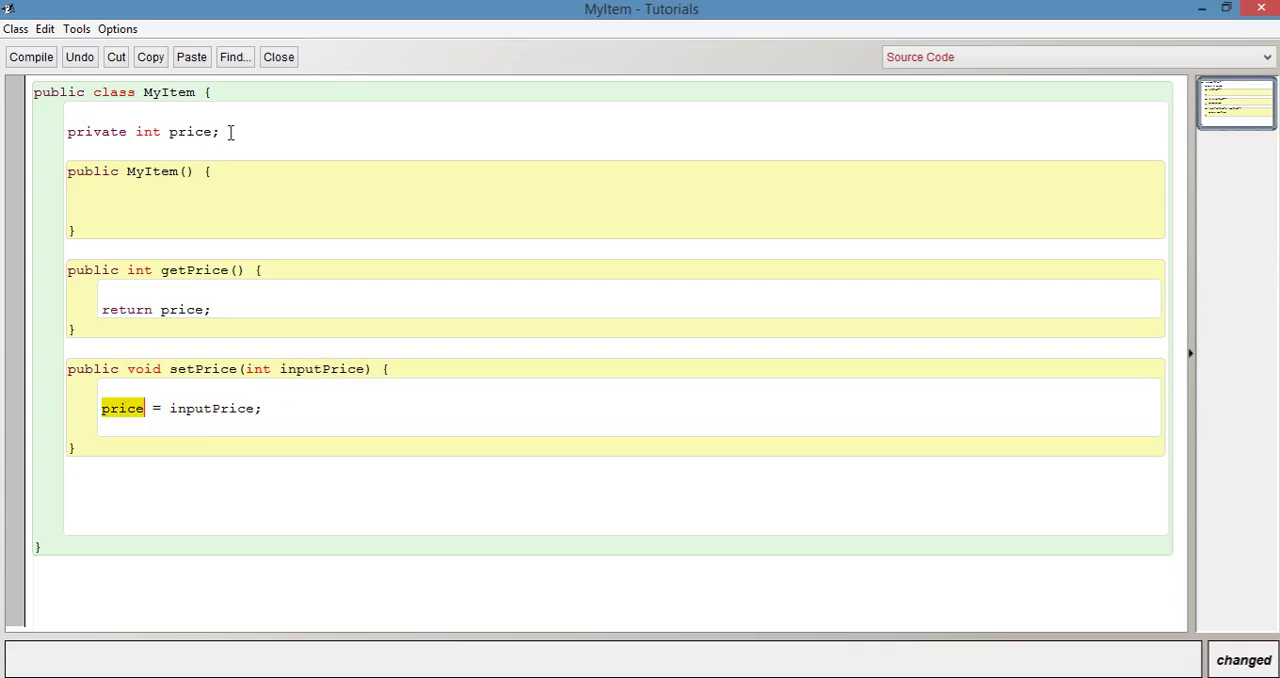 MyItem - Tutorials
Class Edit Tools Options
Compile Undo Cut Copy Paste Find... Close Source Code
public class MyItem {
private int price;
public MyItem() {
}
public int getPrice() {
return price;
}
public void setPrice(int inputPrice) {
price = inputPrice;
}
}
changed